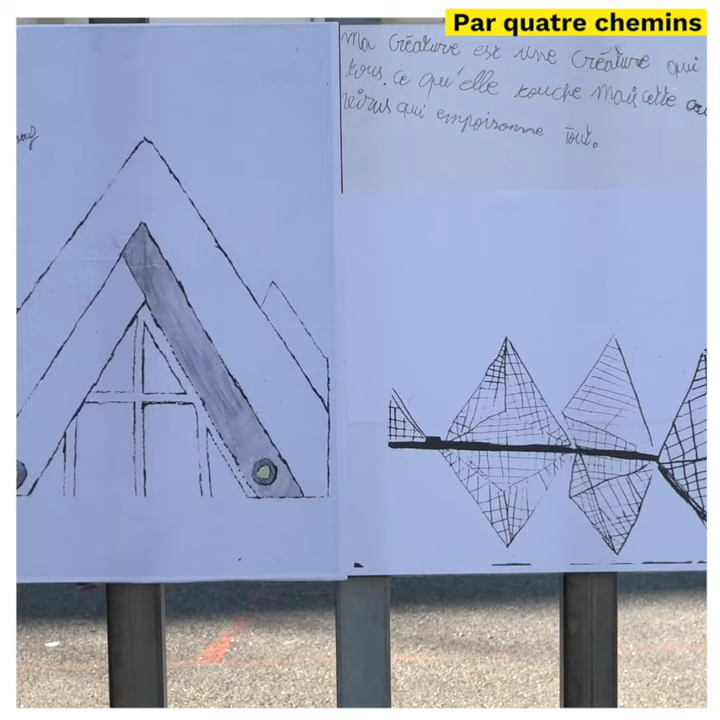 Par quatre chemins
Ma Créature est une Créature qui
tous ce qu'elle touche Mais cette
virus qui empoisonne Tout.